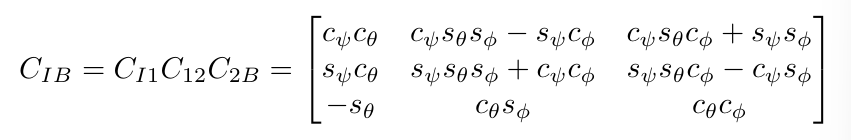 $C_{IB} = C_{I1}C_{12}C_{2B} = \begin{bmatrix} c_\psi c_\theta & c_\psi s_\theta s_\phi - s_\psi c_\phi & c_\psi s_\theta c_\phi + s_\psi s_\phi \\ s_\psi c_\theta & s_\psi s_\theta s_\phi + c_\psi c_\phi & s_\psi s_\theta c_\phi - c_\psi s_\phi \\ -s_\theta & c_\theta s_\phi & c_\theta c_\phi \end{bmatrix}$